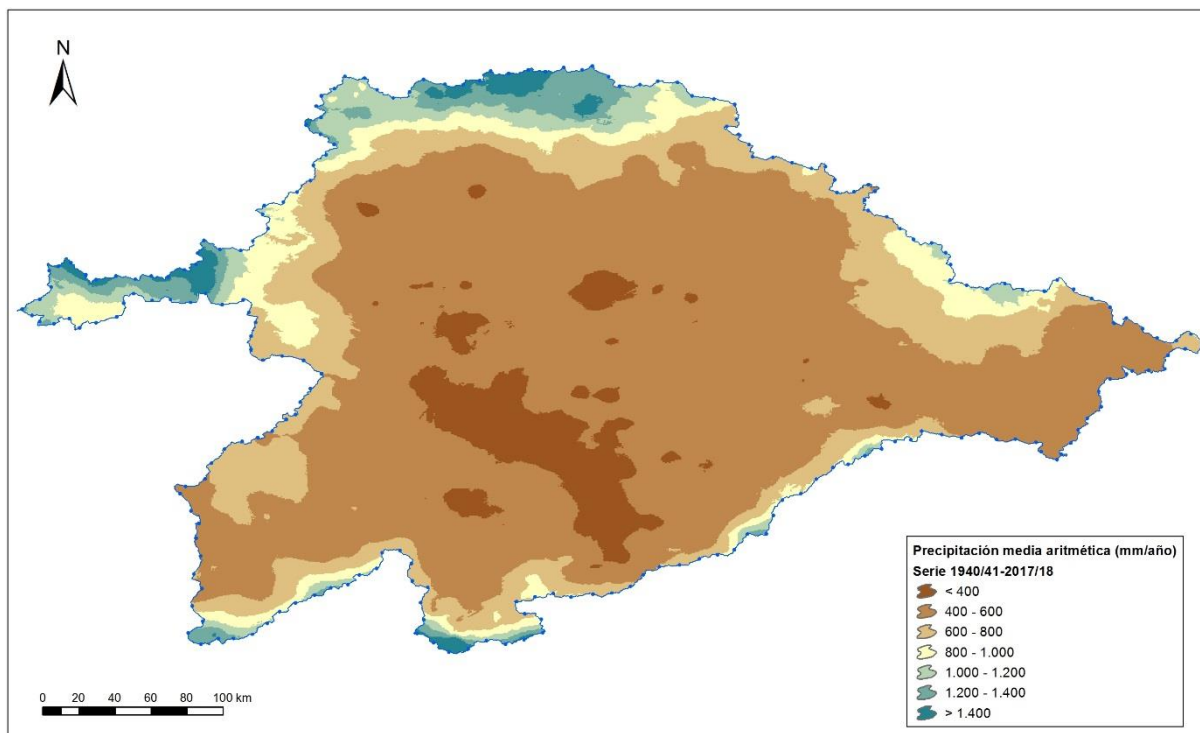 N
0 20 40 60 80 100 km
Precipitación media aritmética (mm/año)
Serie 1940/41-2017/18
< 400
400 - 600
600 - 800
800 - 1.000
1.000 - 1.200
1.200 - 1.400
> 1.400